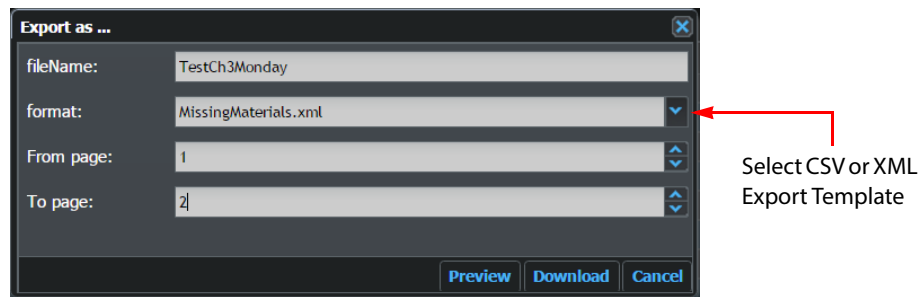 Export as ...
fileName: TestCh3Monday
format: MissingMaterials.xml
From page: 1
To page: 2
Preview Download Cancel
Select CSV or XML
Export Template